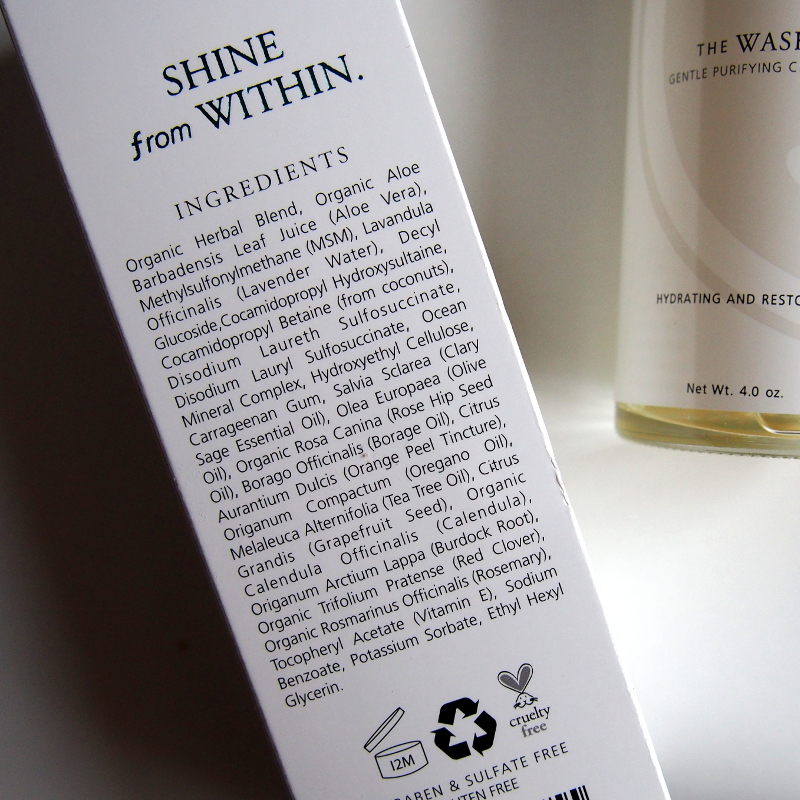 SHINE
from WITHIN.
INGREDIENTS
Organic Herbal Blend, Organic Aloe
Barbadensis Leaf Juice (Aloe Vera),
Methylsulfonylmethane (MSM), Lavandula
Officinalis (Lavender Water), Decyl
Glucoside,Cocamidopropyl Hydroxysultaine,
Cocamidopropyl Betaine (from coconuts),
Disodium Laureth Sulfosuccinate,
Disodium Lauryl Sulfosuccinate, Ocean
Mineral Complex, Hydroxyethyl Cellulose,
Carrageenan Gum, Salvia Sclarea (Clary
Sage Essential Oil), Olea Europaea (Olive
Oil), Organic Rosa Canina (Rose Hip Seed
Oil), Borago Officinalis (Borage Oil), Citrus
Aurantium Dulcis (Orange Peel Tincture),
Origanum Compactum (Oregano Oil),
Melaleuca Alternifolia (Tea Tree Oil), Citrus
Grandis (Grapefruit Seed), Organic
Calendula Officinalis (Calendula),
Origanum Arctium Lappa (Burdock Root),
Organic Trifolium Pratense (Red Clover),
Organic Rosmarinus Officinalis (Rosemary),
Tocopheryl Acetate (Vitamin E), Sodium
Benzoate, Potassium Sorbate, Ethyl Hexyl
Glycerin.
12M
cruelty
free
& SULFATE FREE
FREE
THE
GENTLE PURIFYING
HYDRATING AND
Net Wt. 4.0 oz.